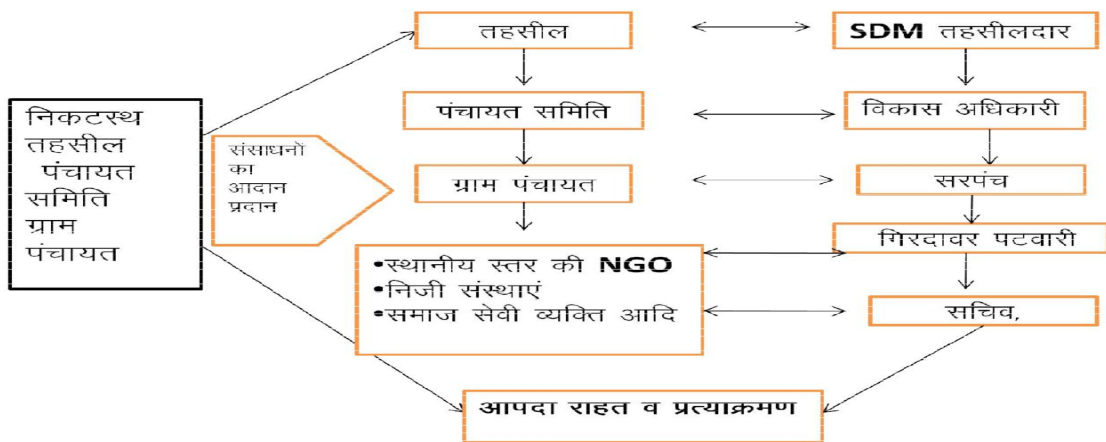 तहसील
SDM तहसीलदार
निकटस्थ
तहसील
पंचायत
समिति
ग्राम
पंचायत
संसाधनों
का
आदान
प्रदान
पंचायत समिति
विकास अधिकारी
ग्राम पंचायत
सरपंच
गिरदावर पटवारी
•स्थानीय स्तर की NGO
•निजी संस्थाएं
•समाज सेवी व्यक्ति आदि
सचिव,
आपदा राहत व प्रत्याक्रमण